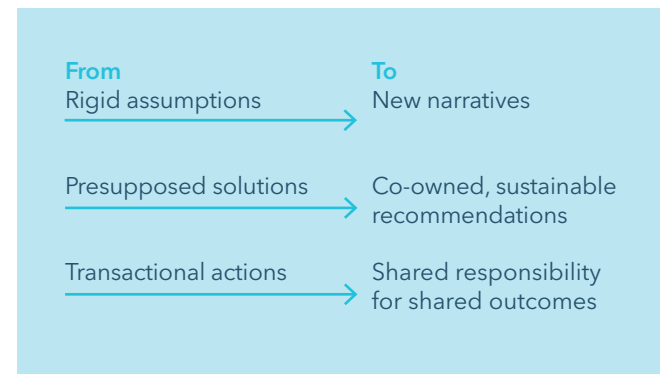 From
To
Rigid assumptions
New narratives
Presupposed solutions
Co-owned, sustainable
recommendations
Transactional actions
Shared responsibility
for shared outcomes